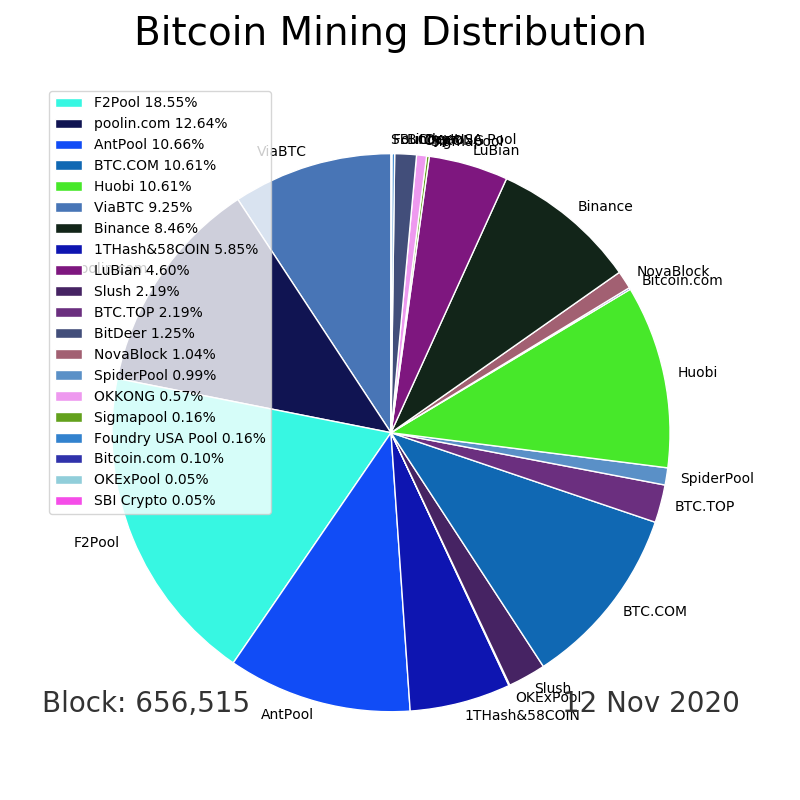 Bitcoin Mining Distribution
F2Pool 18.55%
poolin.com 12.64%
AntPool 10.66%
BTC.COM 10.61%
Huobi 10.61%
ViaBTC 9.25%
Binance 8.46%
1THash&58COIN 5.85%
LuBian 4.60%
Slush 2.19%
BTC.TOP 2.19%
BitDeer 1.25%
NovaBlock 1.04%
SpiderPool 0.99%
OKKONG 0.57%
Sigmapool 0.16%
Foundry USA Pool 0.16%
Bitcoin.com 0.10%
OKExPool 0.05%
SBI Crypto 0.05%
ViaBTC
Sigmapool
LuBian
Binance
NovaBlock
Bitcoin.com
Huobi
SpiderPool
BTC.TOP
BTC.COM
Slush
OKExPool
1THash&58COIN
AntPool
F2Pool
Block: 656,515
12 Nov 2020